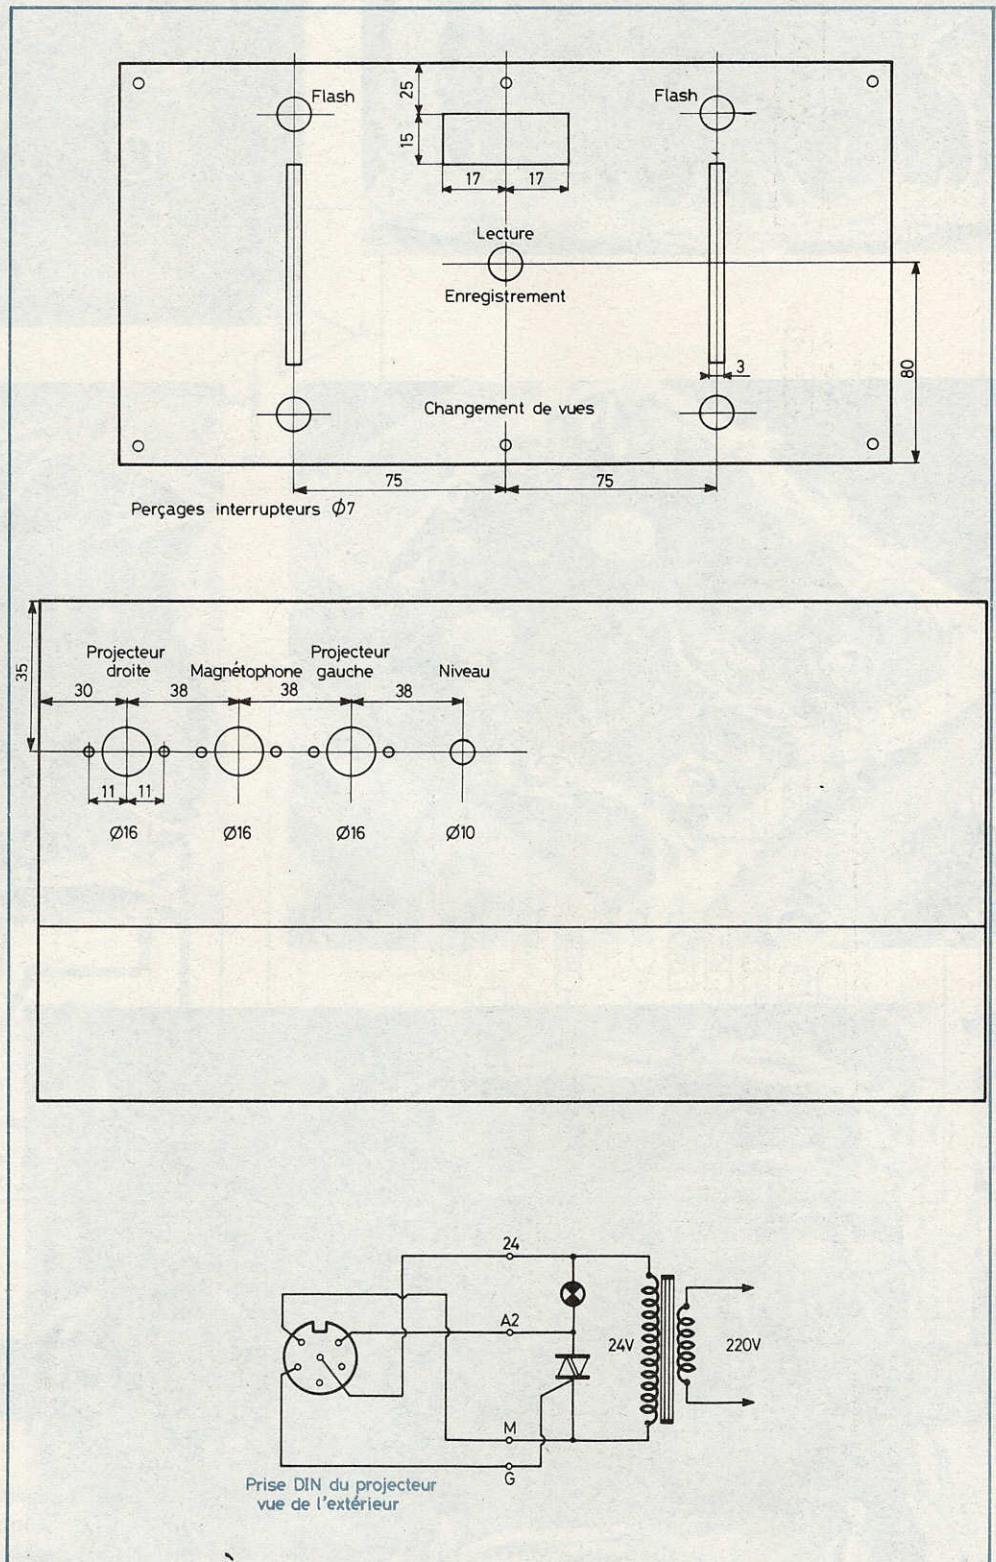 Flash
25
Flash
15
17 17
Lecture
Enregistrement
3
80
Changement de vues
75 75
Perçages interrupteurs Ø7
35
Projecteur droite
Magnétophone
Projecteur gauche
Niveau
30 38 38 38
11 11
Ø16 Ø16 Ø16 Ø10
24
A2
24V
220V
M
G
Prise DIN du projecteur
vue de l'extérieur